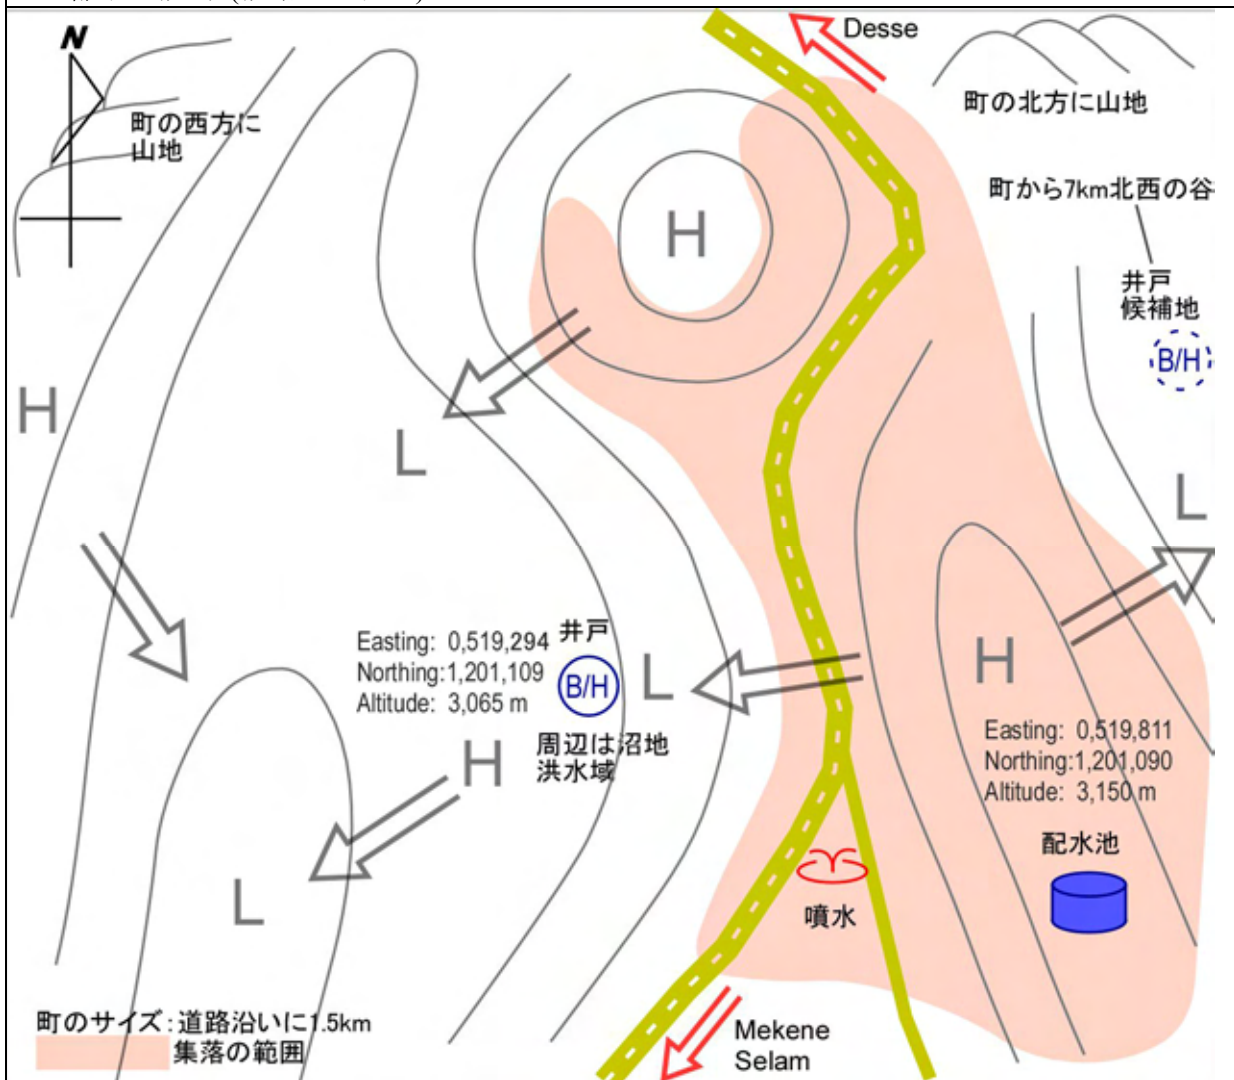 N
Desse
町の北方に山地
町の西方に
山地
町から7km北西の谷
H
井戸
候補地
B/H
H
L
L
Easting: 0,519,294
Northing:1,201,109
Altitude: 3,065 m
井戸
B/H
L
H
周辺は沼地
洪水域
H
Easting: 0,519,811
Northing:1,201,090
Altitude: 3,150 m
配水池
L
噴水
町のサイズ：道路沿いに1.5km
集落の範囲
Mekene
Selam